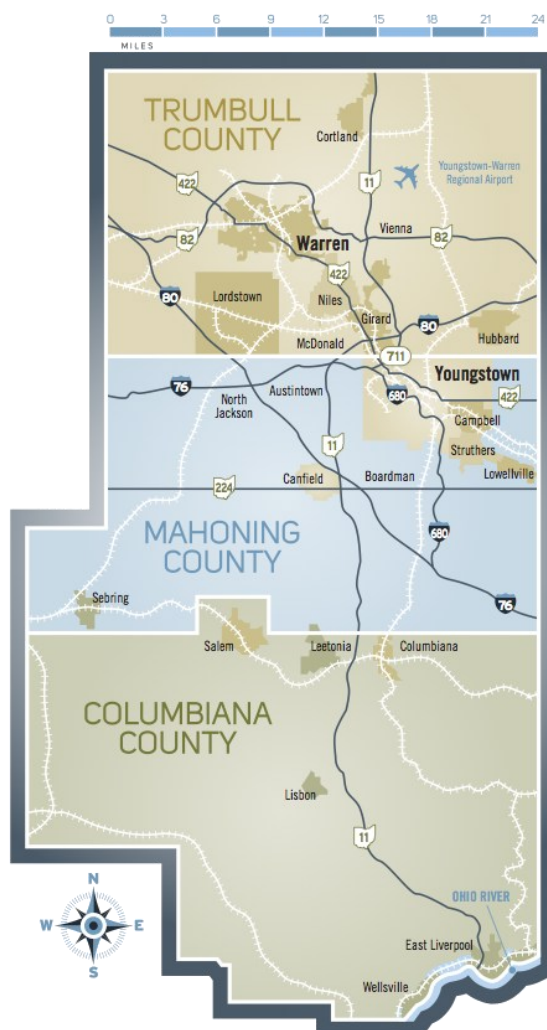 0 3 6 9 12 15 18 21 24
MILES
TRUMBULL
COUNTY
Cortland
422
11
Youngstown-Warren
Regional Airport
82
Warren
Vienna
82
422
80
Lordstown
Niles
Girard
80
Hubbard
McDonald
711
Youngstown
76
Austintown
680
422
North
Jackson
Campbell
11
Struthers
Lowellville
224
Canfield
Boardman
MAHONING
COUNTY
680
Sebring
76
Salem
Leetonia
Columbiana
COLUMBIANA
COUNTY
Lisbon
11
N
W
E
S
OHIO RIVER
East Liverpool
Wellsville